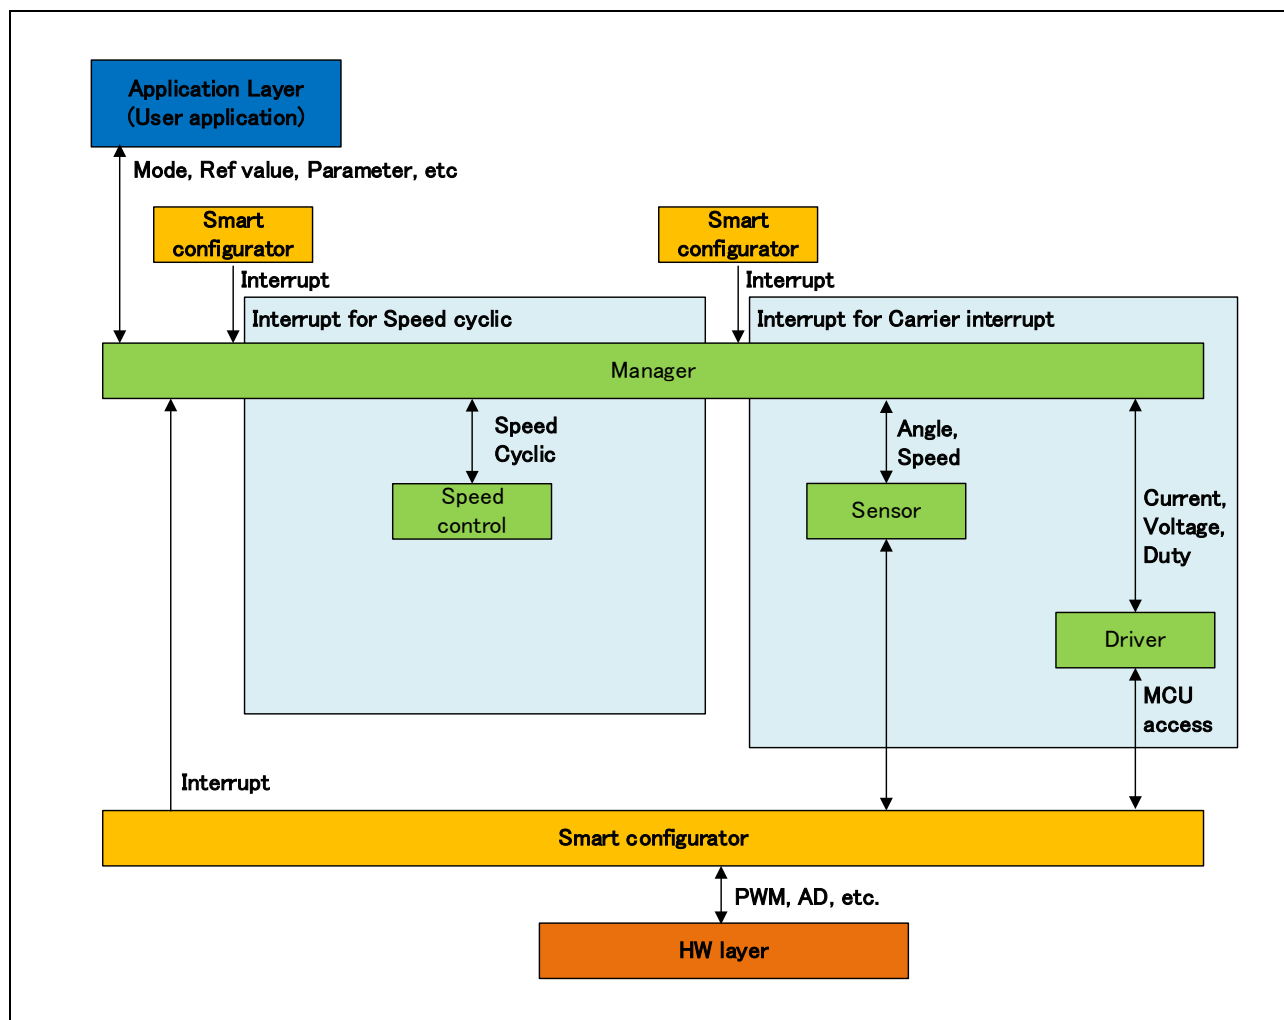 Application Layer
(User application)
Mode, Ref value, Parameter, etc
Smart
configurator
Smart
configurator
Interrupt
Interrupt
Interrupt for Speed cyclic
Interrupt for Carrier interrupt
Manager
Speed
Cyclic
Angle,
Speed
Speed
control
Sensor
Current,
Voltage,
Duty
Driver
MCU
access
Interrupt
Smart configurator
PWM, AD, etc.
HW layer